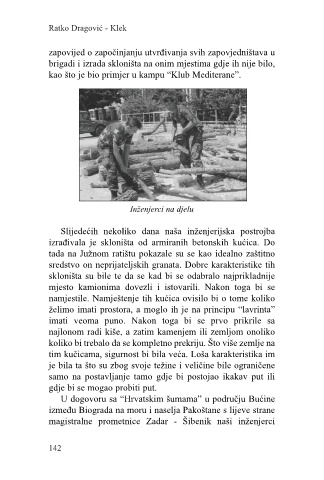 Ratko Dragović - Klek
zapovijed o započinjanju utvrđivanja svih zapovjedništava u
brigadi i izrada skloništa na onim mjestima gdje ih nije bilo,
kao što je bio primjer u kampu “Klub Mediterane”.
Inženjerci na djelu
Slijedećih nekoliko dana naša inženjerijska postrojba
izrađivala je skloništa od armiranih betonskih kućica. Do
tada na Južnom ratištu pokazale su se kao idealno zaštitno
sredstvo on neprijateljskih granata. Dobre karakteristike tih
skloništa su bile te da se kad bi se odabralo najprikladnije
mjesto kamionima dovezli i istovarili. Nakon toga bi se
namjestile. Namještenje tih kućica ovisilo bi o tome koliko
želimo imati prostora, a moglo ih je na principu “lavrinta”
imati veoma puno. Nakon toga bi se prvo prikrile sa
najlonom radi kiše, a zatim kamenjem ili zemljom onoliko
koliko bi trebalo da se kompletno prekriju. Što više zemlje na
tim kućicama, sigurnost bi bila veća. Loša karakteristika im
je bila ta što su zbog svoje težine i veličine bile ograničene
samo na postavljanje tamo gdje bi postojao ikakav put ili
gdje bi se mogao probiti put.
U dogovoru sa “Hrvatskim šumama” u području Bućine
između Biograda na moru i naselja Pakoštane s lijeve strane
magistralne prometnice Zadar - Šibenik naši inženjerci
142